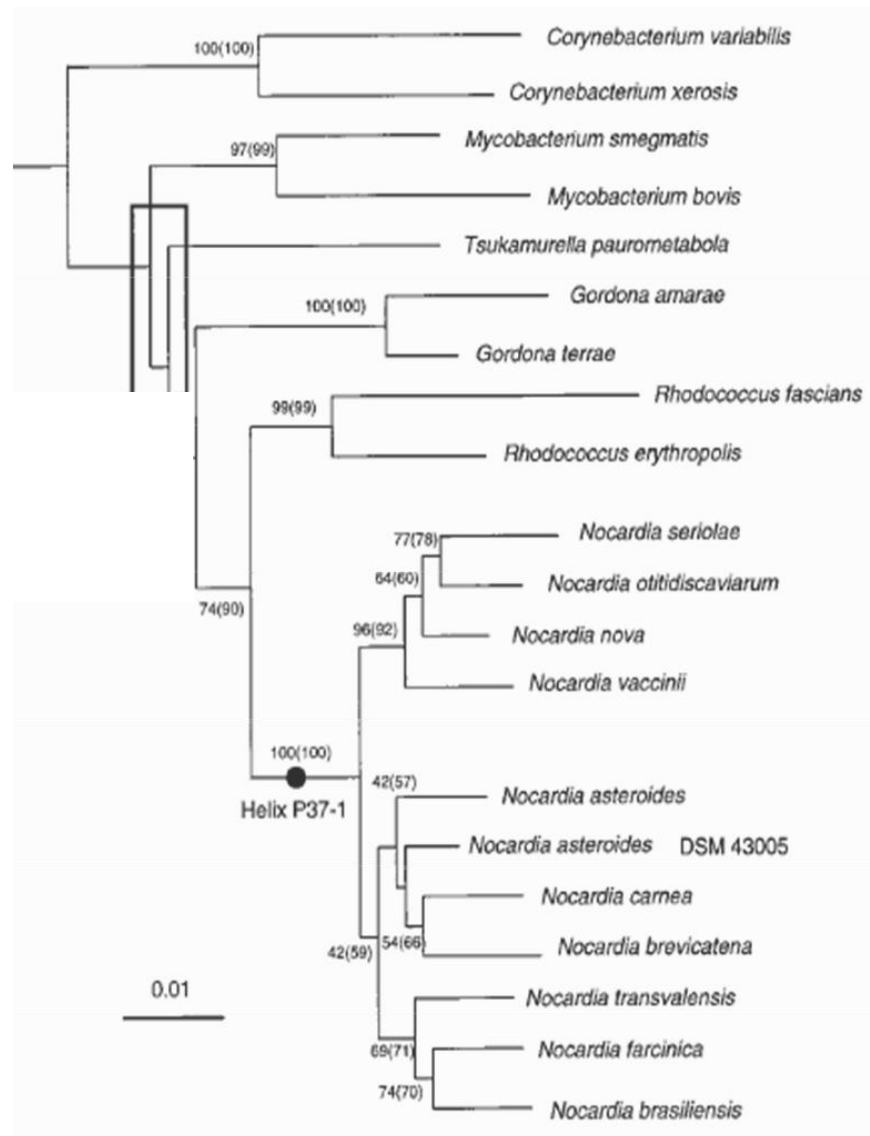 100(100)
Corynebacterium variabilis
Corynebacterium xerosis
97(99)
Mycobacterium smegmatis
Mycobacterium bovis
Tsukamurella paurometabola
100(100)
Gordona amarae
Gordona terrae
99(99)
Rhodococcus fascians
Rhodococcus erythropolis
77(78)
Nocardia seriolae
64(60)
Nocardia otitidiscaviarum
74(90)
96(92)
Nocardia nova
Nocardia vaccinii
100(100)
Helix P37-1
42(57)
Nocardia asteroides
Nocardia asteroides DSM 43005
Nocardia carnea
42(59)
54(66)
Nocardia brevicatena
0.01
Nocardia transvalensis
69(71)
Nocardia farcinica
74(70)
Nocardia brasiliensis